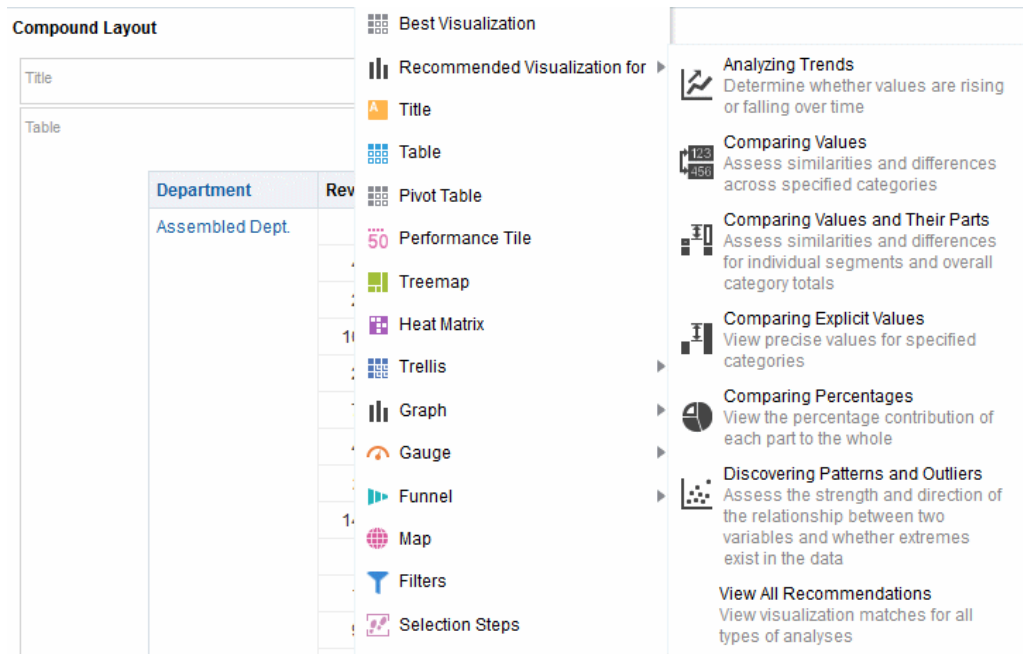 Compound Layout
Title
Table
Department
Rev
Assembled Dept.
Best Visualization
Recommended Visualization for
Title
Table
Pivot Table
50
Performance Tile
Treemap
Heat Matrix
Trellis
Graph
Gauge
Funnel
Map
Filters
Selection Steps
Analyzing Trends
Determine whether values are rising
or falling over time
123
456
Comparing Values
Assess similarities and differences
across specified categories
Comparing Values and Their Parts
Assess similarities and differences
for individual segments and overall
category totals
Comparing Explicit Values
View precise values for specified
categories
Comparing Percentages
View the percentage contribution of
each part to the whole
Discovering Patterns and Outliers
Assess the strength and direction of
the relationship between two
variables and whether extremes
exist in the data
View All Recommendations
View visualization matches for all
types of analyses